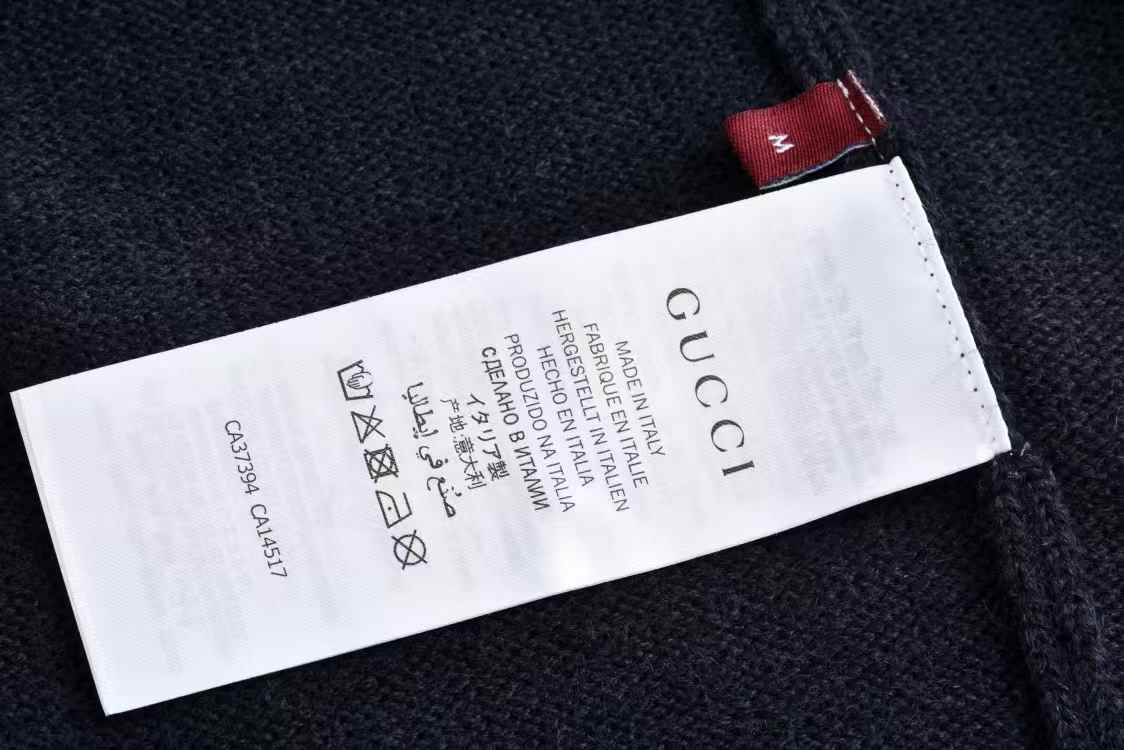 M
GUCCI
MADE IN ITALY
FABRIQUE EN ITALIE
HERGESTELLT IN ITALIEN
HECHO EN ITALIA
PRODUZIDO NA ITALIA
СДЕЛАНО В ИТАЛИИ
イタリア製
产地:意大利
صنع في إيطاليا
CA37394 CA14517